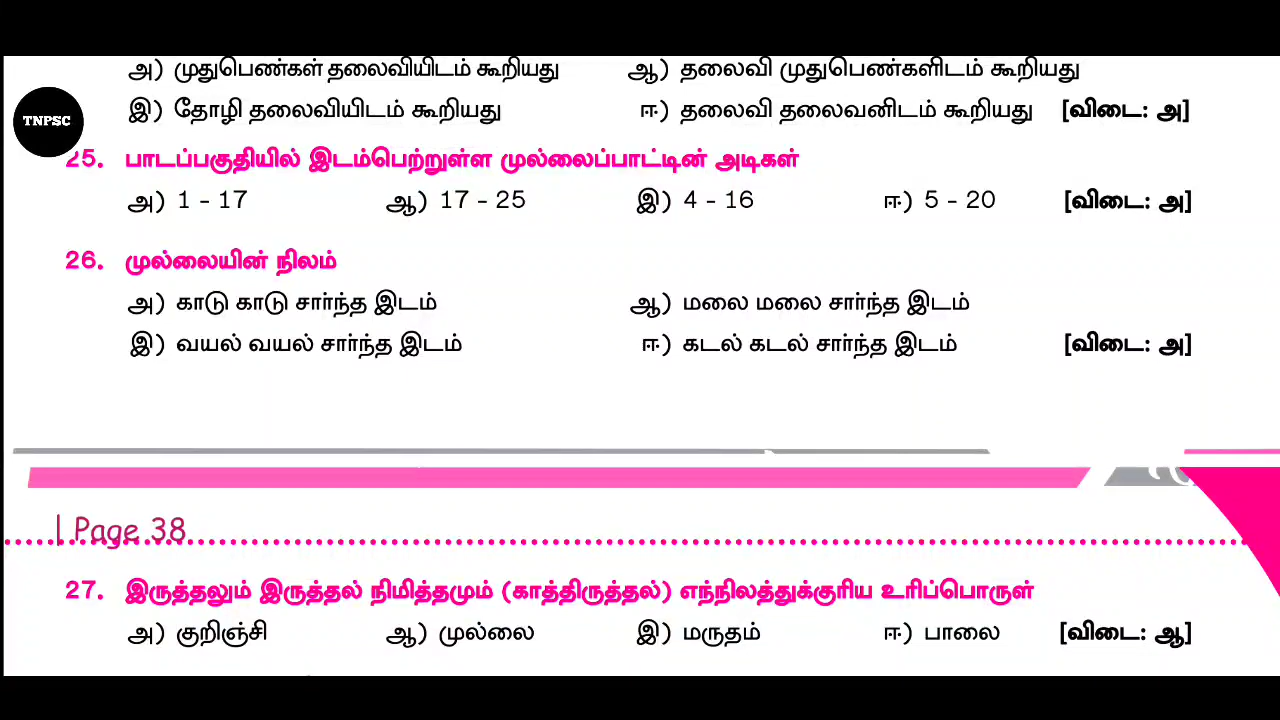 அ) முதுபெண்கள் தலைவியிடம் கூறியது ஆ) தலைவி முதுபெண்களிடம் கூறியது
TNPSC
இ) தோழி தலைவியிடம் கூறியது ஈ) தலைவி தலைவனிடம் கூறியது [விடை: அ]
25. பாடப்பகுதியில் இடம்பெற்றுள்ள முல்லைப்பாட்டின் அடிகள்
அ) 1 - 17 ஆ) 17 - 25 இ) 4 - 16 ஈ) 5 - 20 [விடை: அ]
26. முல்லையின் நிலம்
அ) காடு காடு சார்ந்த இடம் ஆ) மலை மலை சார்ந்த இடம்
இ) வயல் வயல் சார்ந்த இடம் ஈ) கடல் கடல் சார்ந்த இடம் [விடை: அ]
| Page 38
27. இருத்தலும் இருத்தல் நிமித்தமும் (காத்திருத்தல்) எந்நிலத்துக்குரிய உரிப்பொருள்
அ) குறிஞ்சி ஆ) முல்லை இ) மருதம் ஈ) பாலை [விடை: ஆ]